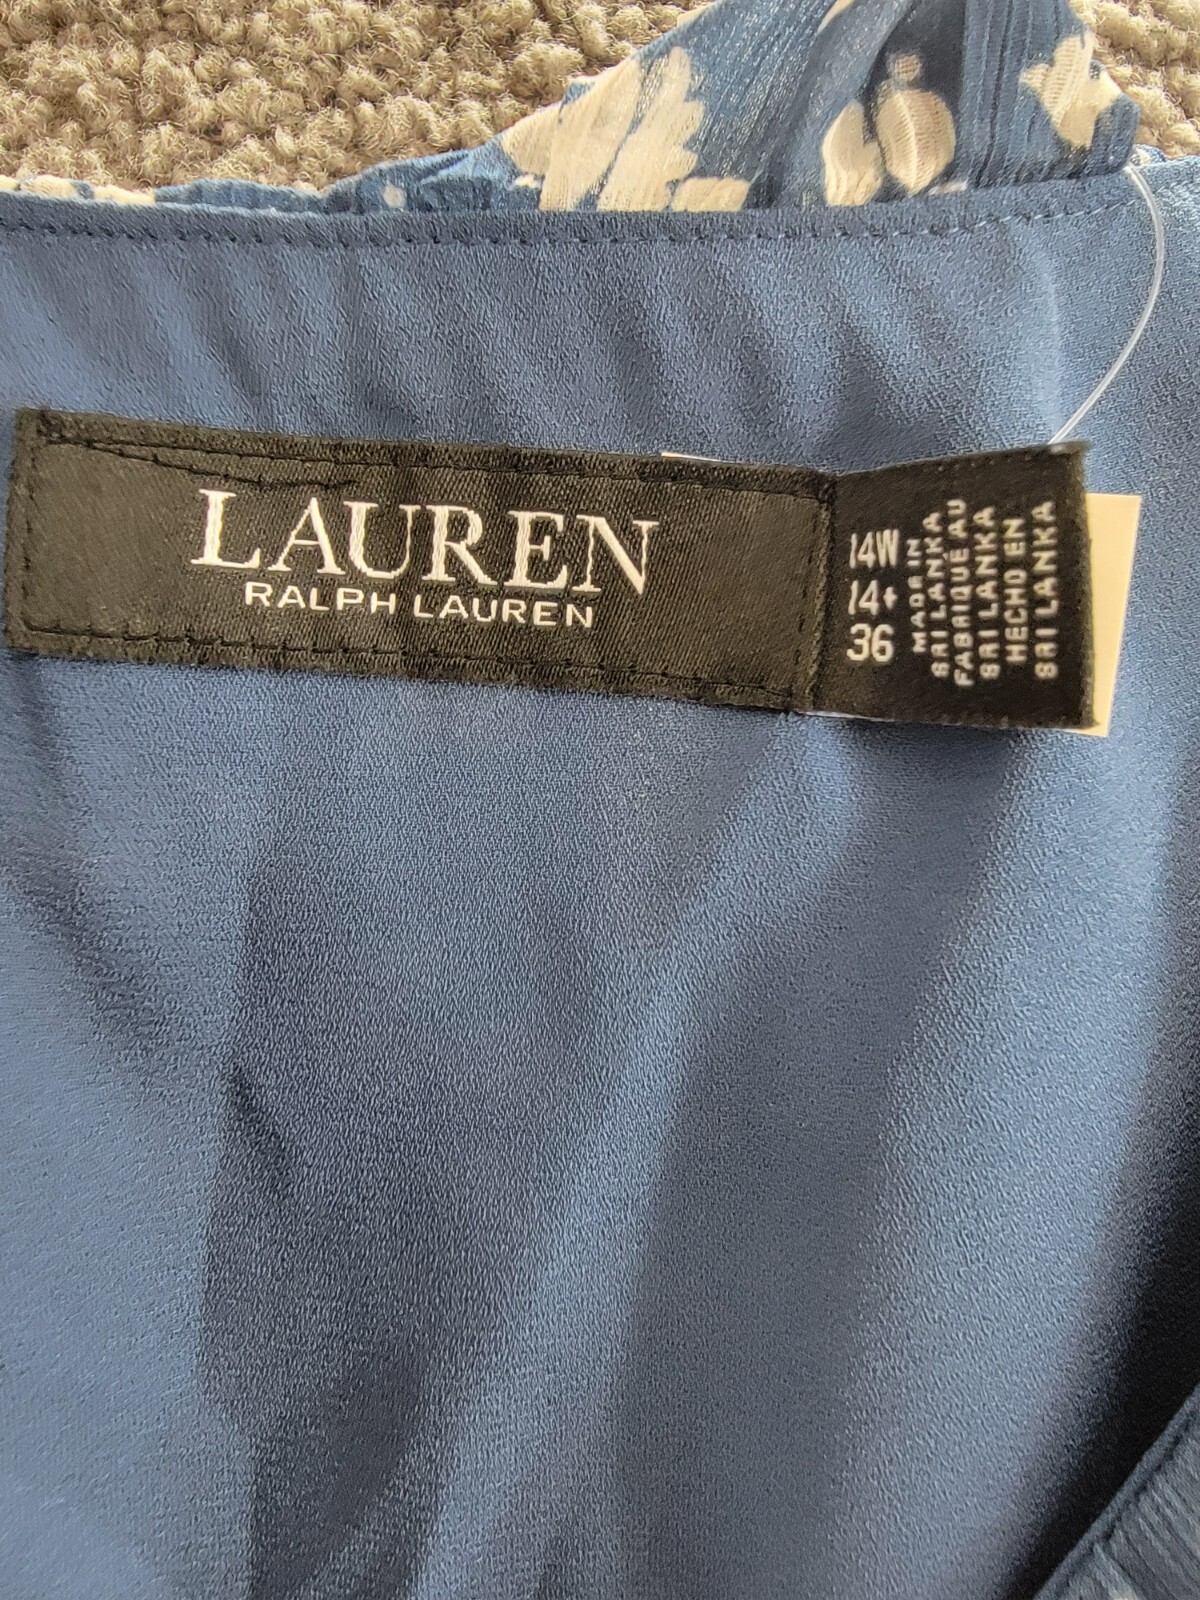 LAUREN
RALPH LAUREN
14W
14+
36
MADE IN
SRI LANKA
FABRIQUÉ AU
SRI LANKA
HECHO EN
SRI LANKA